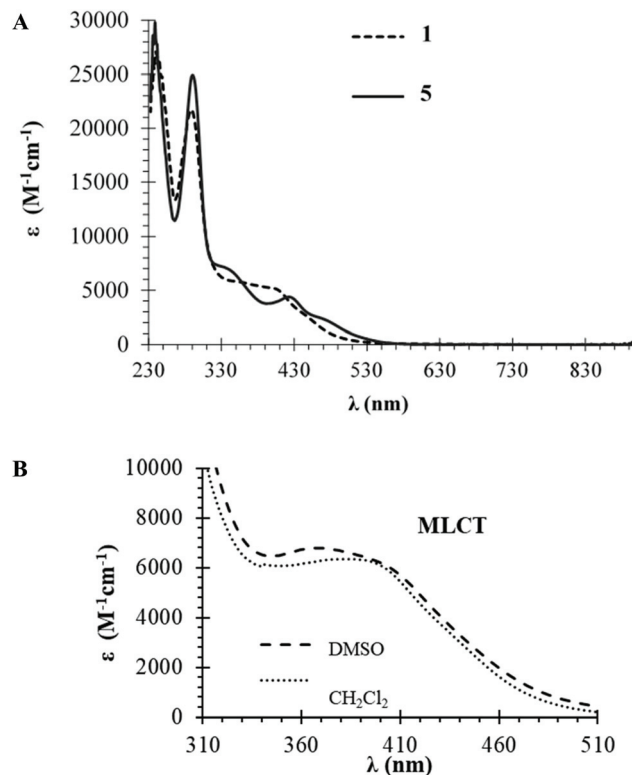 A
ε (M⁻¹cm⁻¹)
30000
25000
20000
15000
10000
5000
0
1
5
230 330 430 530 630 730 830
λ (nm)
B
ε (M⁻¹cm⁻¹)
10000
8000
6000
4000
2000
0
MLCT
DMSO
CH₂Cl₂
310 360 410 460 510
λ (nm)